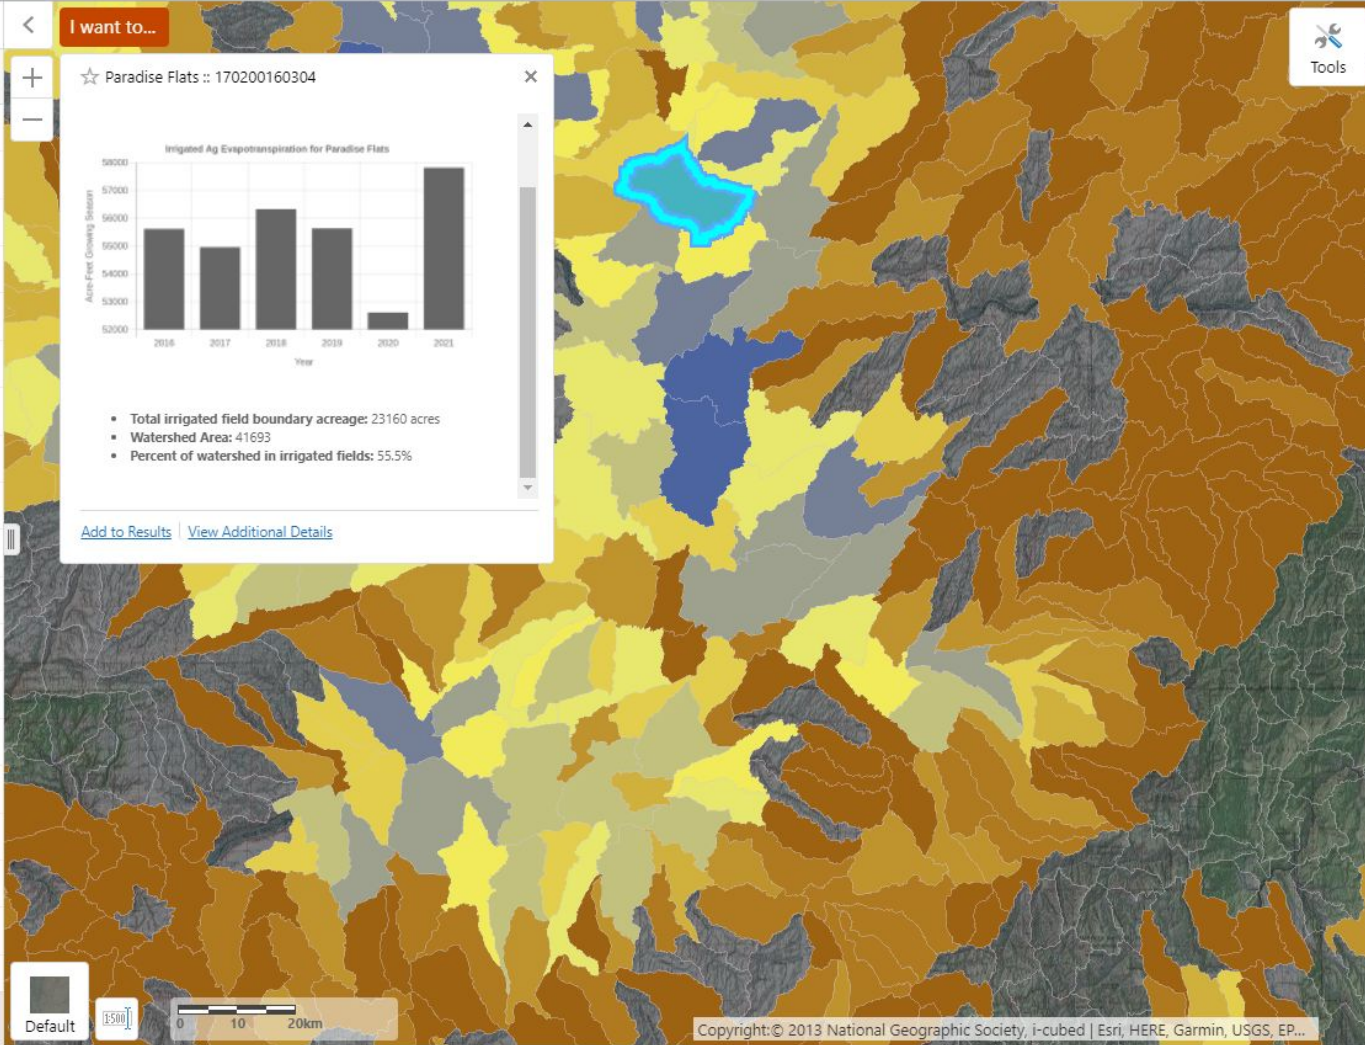 I want to...
Tools
Paradise Flats :: 170200160304
Irrigated Ag Evapotranspiration for Paradise Flats
Acre-Feet Growing Season
58000
57000
56000
55000
54000
53000
52000
2016 2017 2018 2019 2020 2021
Year
Total irrigated field boundary acreage: 23160 acres
Watershed Area: 41693
Percent of watershed in irrigated fields: 55.5%
Add to Results View Additional Details
Default
1:500
0 10 20km
Copyright:© 2013 National Geographic Society, i-cubed | Esri, HERE, Garmin, USGS, EP...